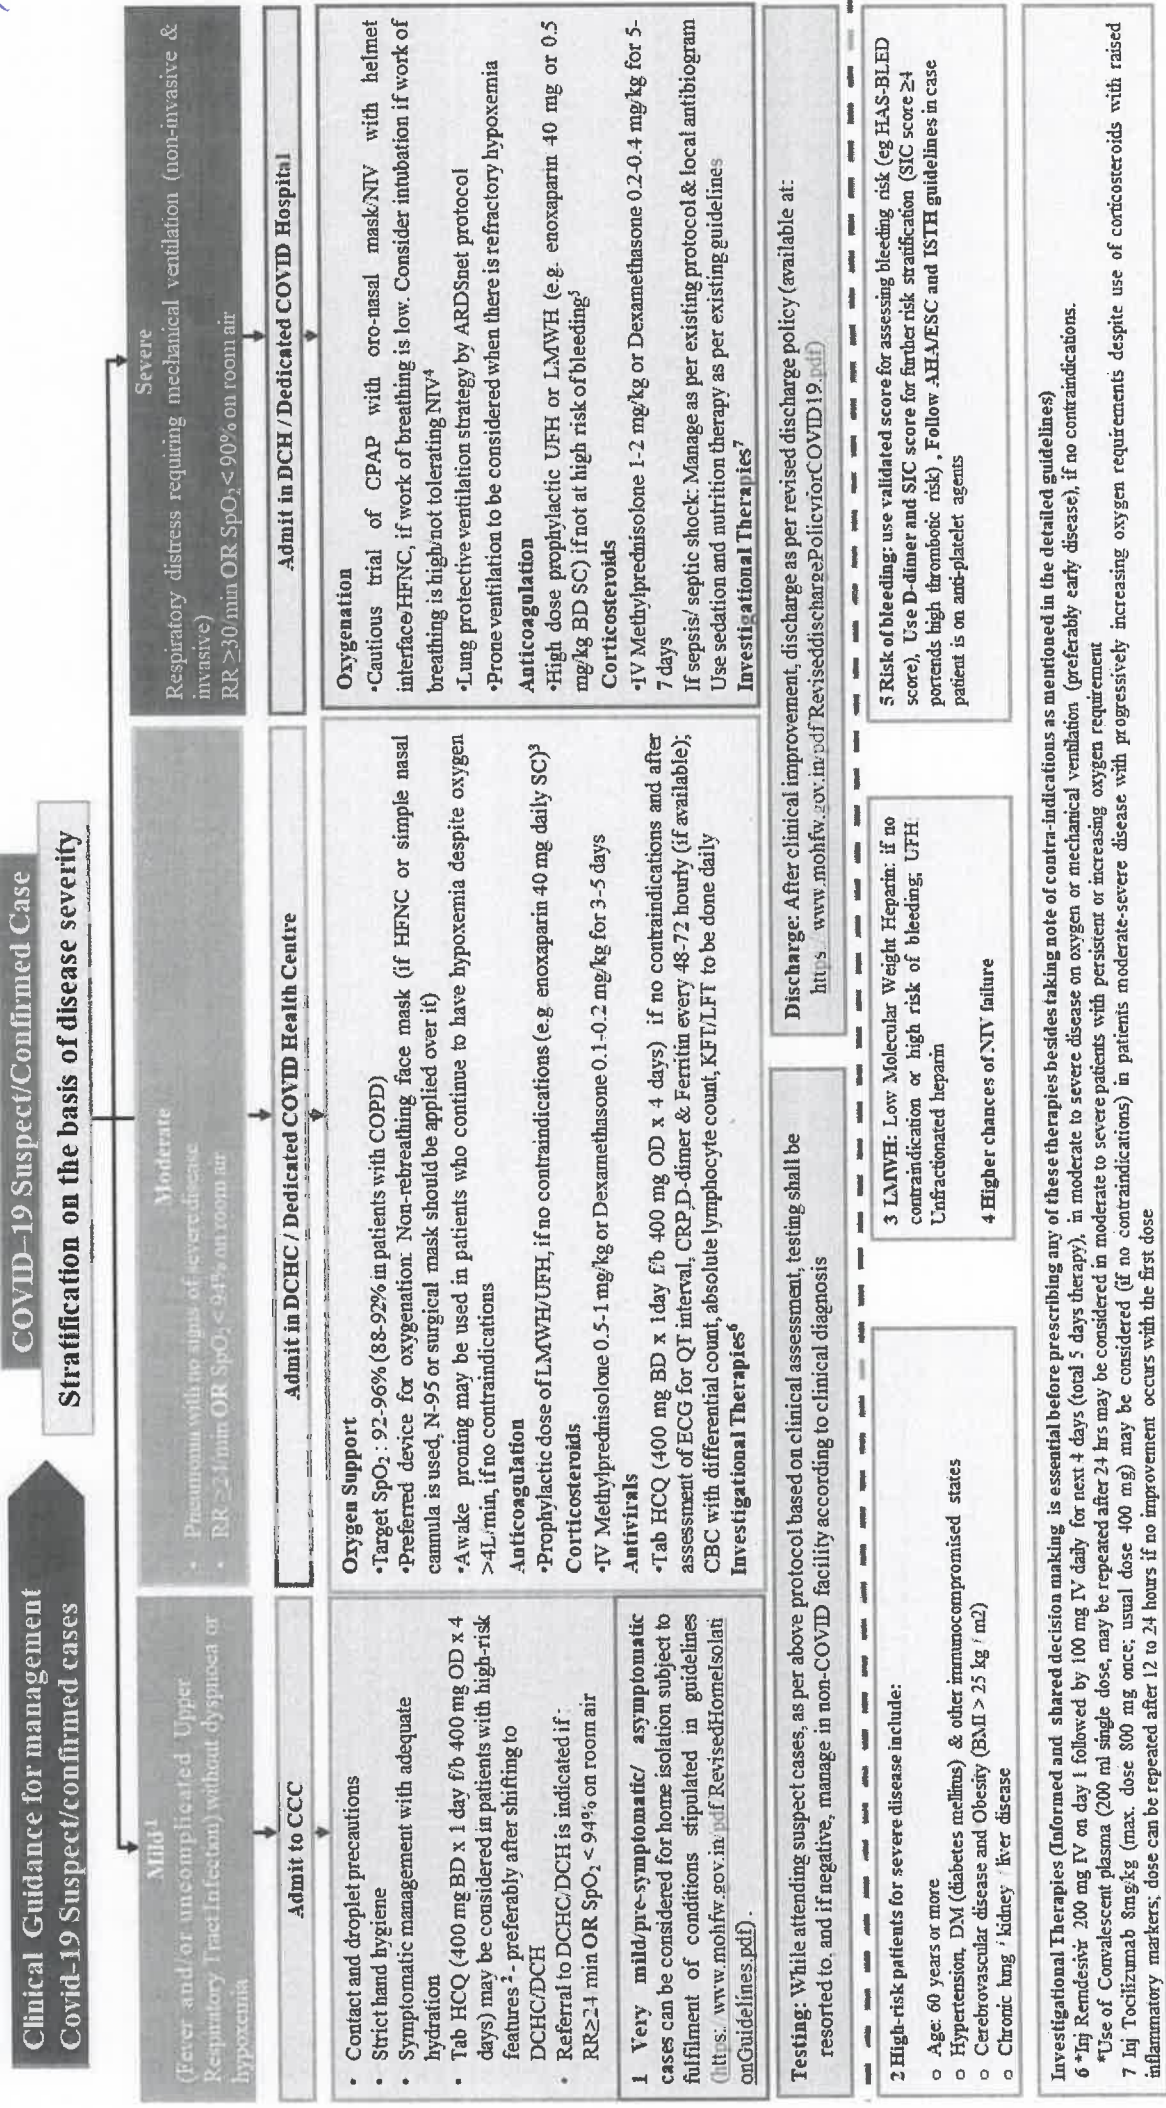 Clinical Guidance for management
Covid-19 Suspect/confirmed cases
COVID–19 Suspect/Confirmed Case
Stratification on the basis of disease severity
Mild¹
(Fever and/or uncomplicated Upper
Respiratory Tract Infection) without dyspnoea or
hypoxemia
Admit to CCC
• Contact and droplet precautions
• Strict hand hygiene
• Symptomatic management with adequate
hydration
• Tab HCQ (400 mg BD x 1 day f/b 400 mg OD x 4
days) may be considered in patients with high-risk
features ² - preferably after shifting to
DCHC/DCH
• Referral to DCHC/DCH is indicated if -
RR≥24 min OR SpO₂ < 94% on room air
1 Very mild/pre-symptomatic/ asymptomatic
cases can be considered for home isolation subject to
fulfilment of conditions stipulated in guidelines
(https://www.mohfw.gov.in/pdf/RevisedHomeIsolati
onGuidelines.pdf).
Moderate
• Pneumonia with no signs of severe disease
• RR ≥24/min OR SpO₂ < 94% on room air
Admit in DCHC / Dedicated COVID Health Centre
Oxygen Support
•Target SpO₂ : 92-96% (88-92% in patients with COPD)
•Preferred device for oxygenation: Non-rebreathing face mask (if HFNC or simple nasal
cannula is used, N-95 or surgical mask should be applied over it)
•Awake proning may be used in patients who continue to have hypoxemia despite oxygen
>4L/min, if no contraindications
Anticoagulation
•Prophylactic dose of LMWH/UFH, if no contraindications (e.g. enoxaparin 40 mg daily SC)³
Corticosteroids
•IV Methylprednisolone 0.5-1 mg/kg or Dexamethasone 0.1-0.2 mg/kg for 3-5 days
Antivirals
•Tab HCQ (400 mg BD x 1day f/b 400 mg OD x 4 days) if no contraindications and after
assessment of ECG for QT interval, CRP,D-dimer & Ferritin every 48-72 hourly (if available);
CBC with differential count, absolute lymphocyte count, KFT/LFT to be done daily
Investigational Therapies⁶
Severe
Respiratory distress requiring mechanical ventilation (non-invasive &
invasive)
RR ≥30/min OR SpO₂ < 90% on room air
Admit in DCH / Dedicated COVID Hospital
Oxygenation
•Cautious trial of CPAP with oro-nasal mask/NIV with helmet
interface/HFNC, if work of breathing is low. Consider intubation if work of
breathing is high/not tolerating NIV⁴
•Lung protective ventilation strategy by ARDSnet protocol
•Prone ventilation to be considered when there is refractory hypoxemia
Anticoagulation
•High dose prophylactic UFH or LMWH (e.g. enoxaparin 40 mg or 0.5
mg/kg BD SC) if not at high risk of bleeding⁵
Corticosteroids
•IV Methylprednisolone 1-2 mg/kg or Dexamethasone 0.2-0.4 mg/kg for 5-
7 days
If sepsis/ septic shock: Manage as per existing protocol & local antibiogram
Use sedation and nutrition therapy as per existing guidelines
Investigational Therapies⁷
Testing: While attending suspect cases, as per above protocol based on clinical assessment, testing shall be
resorted to, and if negative, manage in non-COVID facility according to clinical diagnosis
Discharge: After clinical improvement, discharge as per revised discharge policy (available at:
https://www.mohfw.gov.in/pdf/ReviseddischargePolicyforCOVID19.pdf)
2 High-risk patients for severe disease include:
o Age: 60 years or more
o Hypertension, DM (diabetes mellitus) & other immunocompromised states
o Cerebrovascular disease and Obesity (BMI > 25 kg / m2)
o Chronic lung / kidney/ liver disease
3 LMWH: Low Molecular Weight Heparin: if no
contraindication or high risk of bleeding; UFH:
Unfractionated heparin
4 Higher chances of NIV failure
5 Risk of bleeding: use validated score for assessing bleeding risk (eg HAS-BLED
score), Use D-dimer and SIC score for further risk stratification (SIC score ≥4
portends high thrombotic risk) , Follow AHA/ESC and ISTH guidelines in case
patient is on anti-platelet agents
Investigational Therapies (Informed and shared decision making is essential before prescribing any of these therapies besides taking note of contra-indications as mentioned in the detailed guidelines)
6 *Inj Remdesivir 200 mg IV on day 1 followed by 100 mg IV daily for next 4 days (total 5 days therapy), in moderate to severe disease on oxygen or mechanical ventilation (preferably early disease), if no contraindications.
*Use of Convalescent plasma (200 ml single dose, may be repeated after 24 hrs may be considered in moderate to severe patients with persistent or increasing oxygen requirement
7 Inj Tocilizumab 8mg/kg (max. dose 800 mg once; usual dose 400 mg) may be considered (if no contraindications) in patients moderate-severe disease with progressively increasing oxygen requirements despite use of corticosteroids with raised
inflammatory markers; dose can be repeated after 12 to 24 hours if no improvement occurs with the first dose